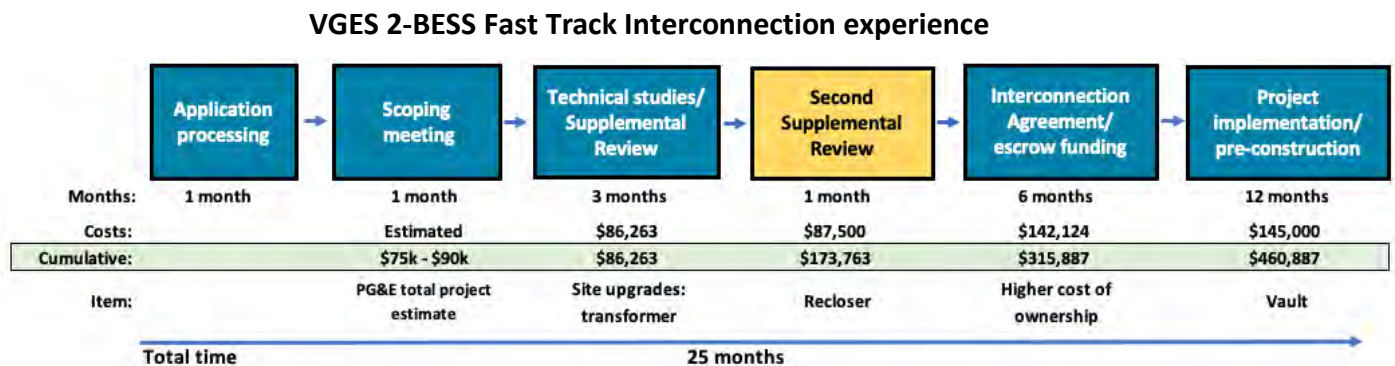 VGES 2-BESS Fast Track Interconnection experience
Application
processing
Scoping
meeting
Technical studies/
Supplemental
Review
Second
Supplemental
Review
Interconnection
Agreement/
escrow funding
Project
implementation/
pre-construction
Months: 1 month 1 month 3 months 1 month 6 months 12 months
Costs: Estimated $86,263 $87,500 $142,124 $145,000
Cumulative: $75k - $90k $86,263 $173,763 $315,887 $460,887
Item:
PG&E total project
estimate
Site upgrades:
transformer
Recloser
Higher cost of
ownership
Vault
Total time 25 months